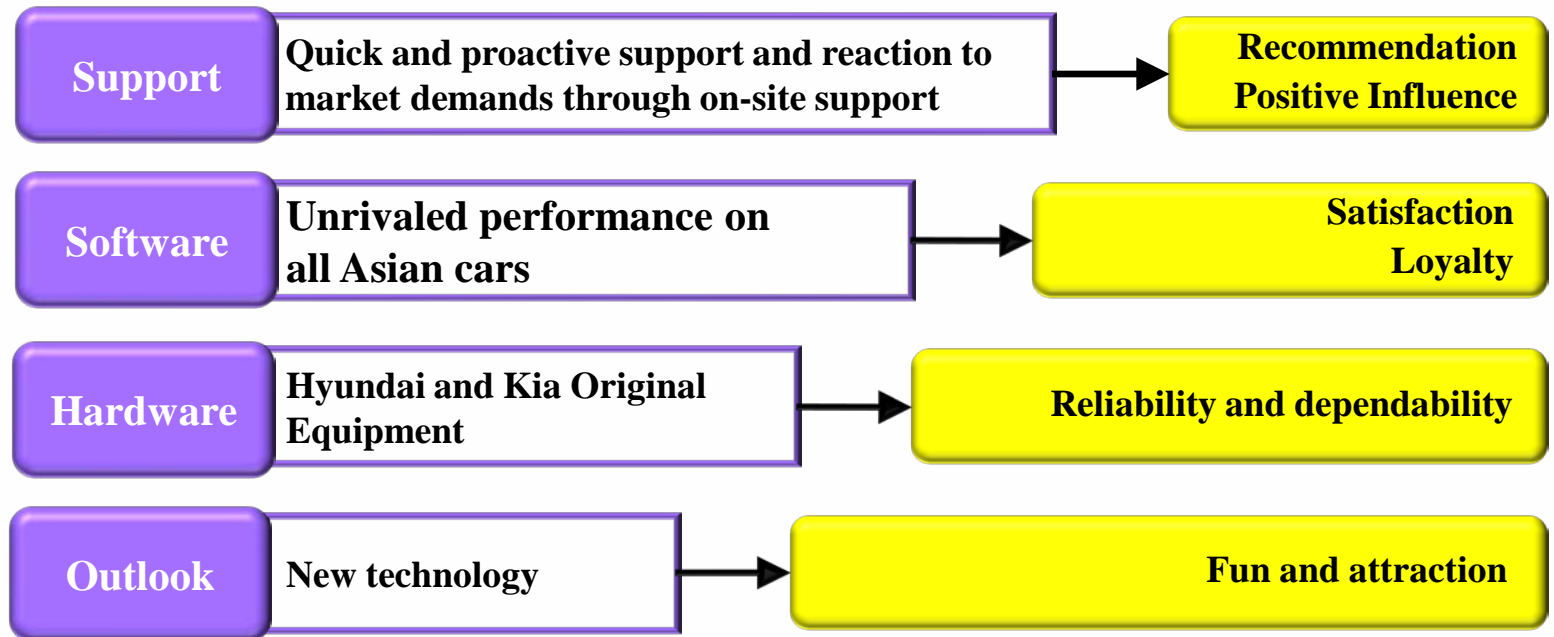 Support
Quick and proactive support and reaction to
market demands through on-site support
Recommendation
Positive Influence
Software
Unrivaled performance on
all Asian cars
Satisfaction
Loyalty
Hardware
Hyundai and Kia Original
Equipment
Reliability and dependability
Outlook
New technology
Fun and attraction